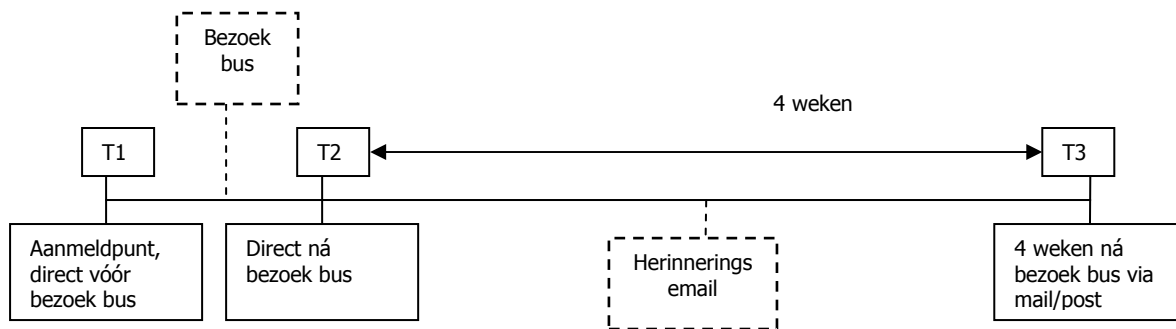 Bezoek
bus
4 weken
T1
T2
T3
Aanmeldpunt,
direct vóór
bezoek bus
Direct ná
bezoek bus
Herinnerings
email
4 weken ná
bezoek bus via
mail/post